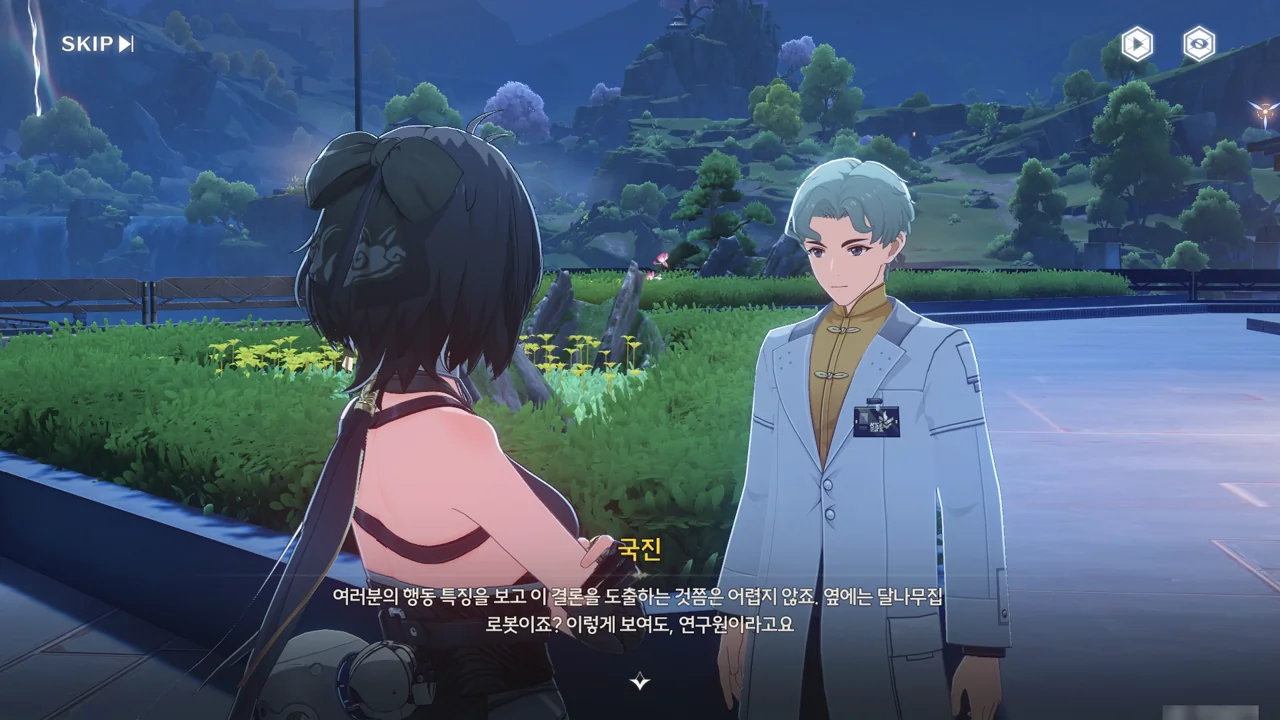 SKIP
국진
여러분의 행동 특징을 보고 이 결론을 도출하는 것쯤은 어렵지 않죠. 옆에는 달나무집
로봇이죠? 이렇게 보여도, 연구원이라고요